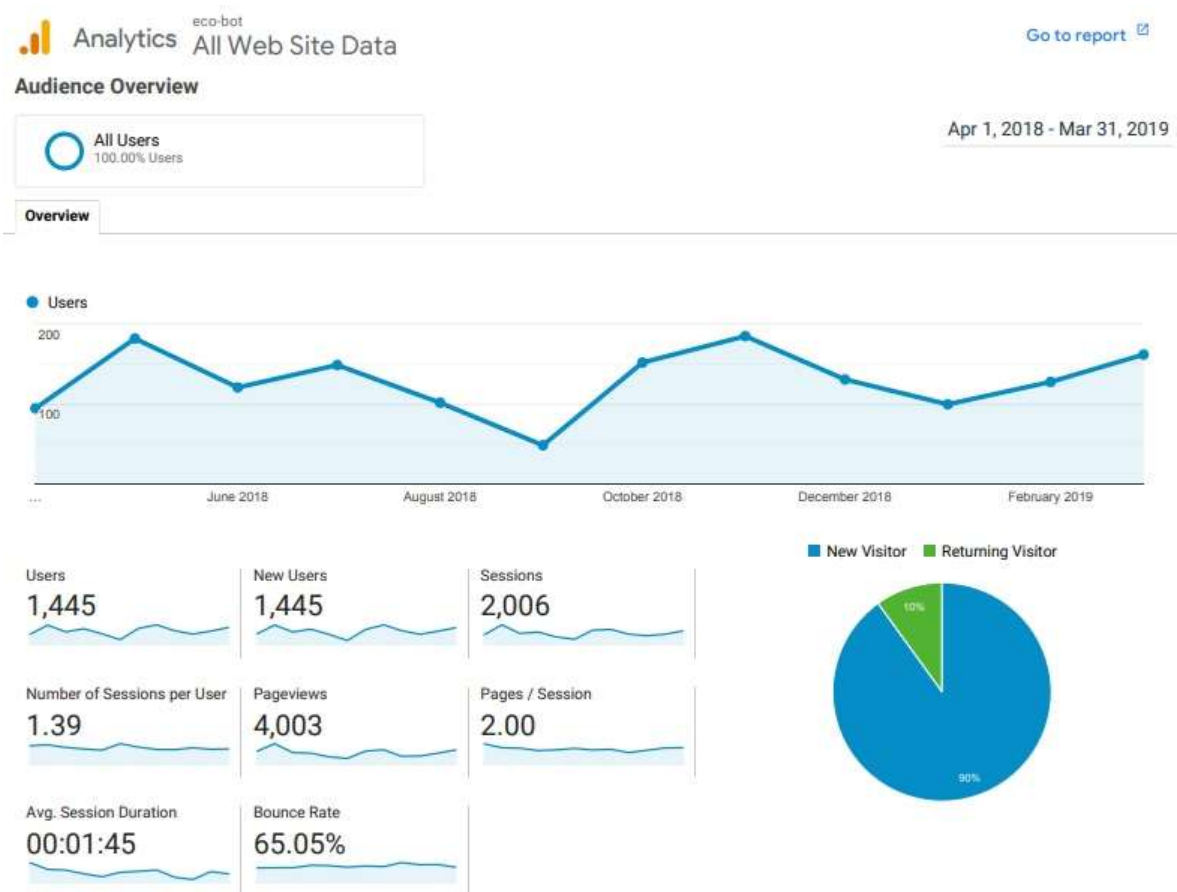 eco-bot
Analytics All Web Site Data
Go to report
Audience Overview
All Users
100.00% Users
Apr 1, 2018 - Mar 31, 2019
Overview
Users
200
100
...
June 2018
August 2018
October 2018
December 2018
February 2019
New Visitor
Returning Visitor
Users
1,445
New Users
1,445
Sessions
2,006
Number of Sessions per User
1.39
Pageviews
4,003
Pages / Session
2.00
Avg. Session Duration
00:01:45
Bounce Rate
65.05%
10%
90%